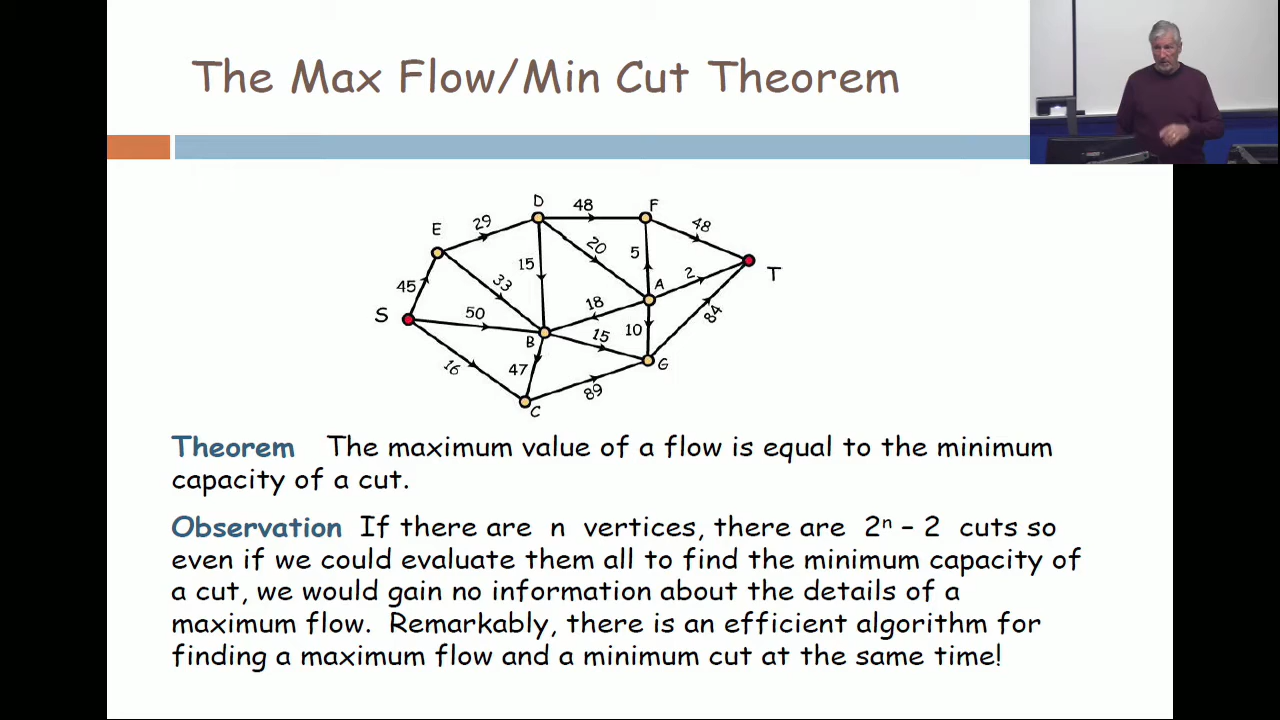 The Max Flow/Min Cut Theorem
D 48 F
29 48
E
20 5
15 A 2 T
45 33
18
S 50
10 84
B 15 G
16 47
89
C
Theorem The maximum value of a flow is equal to the minimum
capacity of a cut.
Observation If there are n vertices, there are 2ⁿ – 2 cuts so
even if we could evaluate them all to find the minimum capacity of
a cut, we would gain no information about the details of a
maximum flow. Remarkably, there is an efficient algorithm for
finding a maximum flow and a minimum cut at the same time!